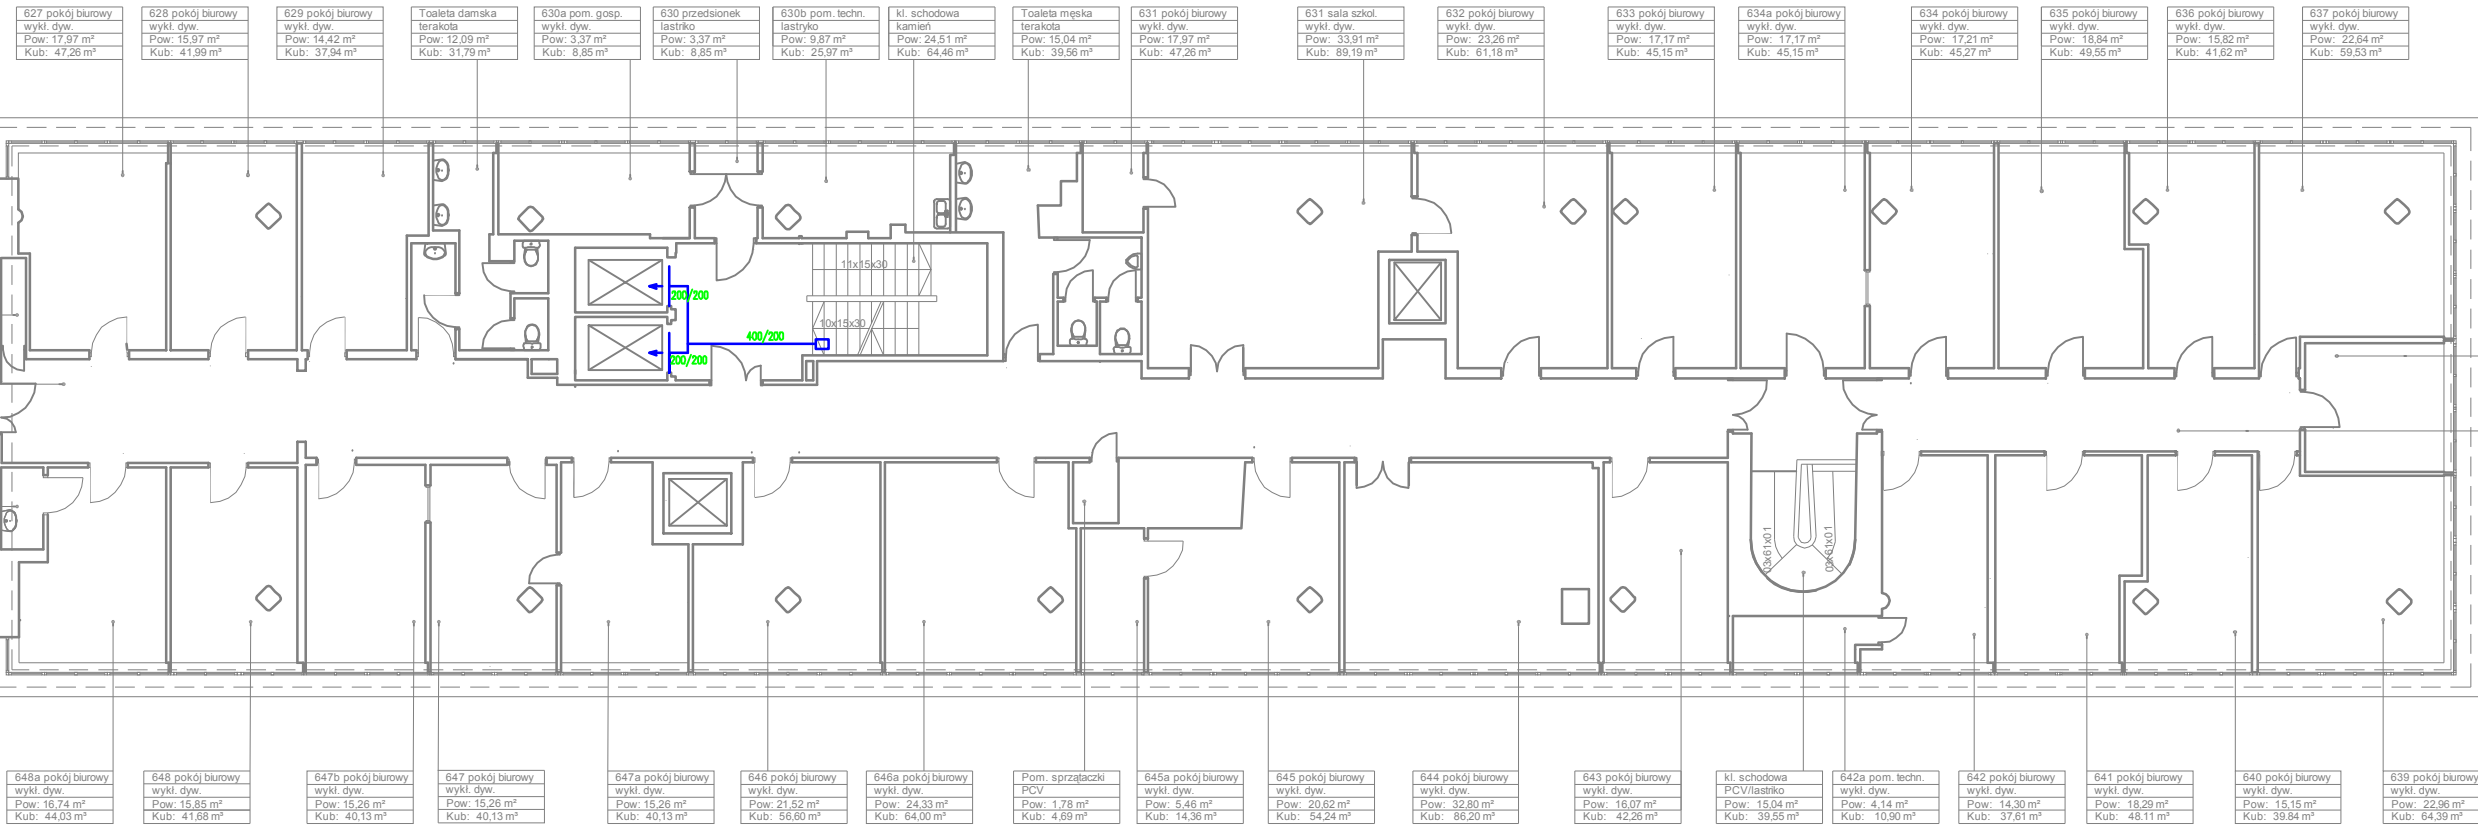 627 pokój biurowy
wykł. dyw.
Pow: 17,97 m²
Kub: 47,26 m³
628 pokój biurowy
wykł. dyw.
Pow: 15,97 m²
Kub: 41,99 m³
629 pokój biurowy
wykł. dyw.
Pow: 14,42 m²
Kub: 37,94 m³
Toaleta damska
terakota
Pow: 12,09 m²
Kub: 31,79 m³
630a pom. gosp.
wykł. dyw.
Pow: 3,37 m²
Kub: 8,85 m³
630 przedsionek
lastriko
Pow: 3,37 m²
Kub: 8,85 m³
630b pom. techn.
lastryko
Pow: 9,87 m²
Kub: 25,97 m³
kl. schodowa
kamień
Pow: 24,51 m²
Kub: 64,46 m³
Toaleta męska
terakota
Pow: 15,04 m²
Kub: 39,56 m³
631 pokój biurowy
wykł. dyw.
Pow: 17,97 m²
Kub: 47,26 m³
631 sala szkol.
wykł. dyw.
Pow: 33,91 m²
Kub: 89,19 m³
632 pokój biurowy
wykł. dyw.
Pow: 23,26 m²
Kub: 61,18 m³
633 pokój biurowy
wykł. dyw.
Pow: 17,17 m²
Kub: 45,15 m³
634a pokój biurowy
wykł. dyw.
Pow: 17,17 m²
Kub: 45,15 m³
634 pokój biurowy
wykł. dyw.
Pow: 17,21 m²
Kub: 45,27 m³
635 pokój biurowy
wykł. dyw.
Pow: 18,84 m²
Kub: 49,55 m³
636 pokój biurowy
wykł. dyw.
Pow: 15,82 m²
Kub: 41,62 m³
637 pokój biurowy
wykł. dyw.
Pow: 22,64 m²
Kub: 59,53 m³
11x15x30
200/200
10x15x30
400/200
200/200
03x61x01
03x61x01
648a pokój biurowy
wykł. dyw.
Pow: 16,74 m²
Kub: 44,03 m³
648 pokój biurowy
wykł. dyw.
Pow: 15,85 m²
Kub: 41,68 m³
647b pokój biurowy
wykł. dyw.
Pow: 15,26 m²
Kub: 40,13 m³
647 pokój biurowy
wykł. dyw.
Pow: 15,26 m²
Kub: 40,13 m³
647a pokój biurowy
wykł. dyw.
Pow: 15,26 m²
Kub: 40,13 m³
646 pokój biurowy
wykł. dyw.
Pow: 21,52 m²
Kub: 56,60 m³
646a pokój biurowy
wykł. dyw.
Pow: 24,33 m²
Kub: 64,00 m³
Pom. sprzątaczki
PCV
Pow: 1,78 m²
Kub: 4,69 m³
645a pokój biurowy
wykł. dyw.
Pow: 5,46 m²
Kub: 14,36 m³
645 pokój biurowy
wykł. dyw.
Pow: 20,62 m²
Kub: 54,24 m³
644 pokój biurowy
wykł. dyw.
Pow: 32,80 m²
Kub: 86,20 m³
643 pokój biurowy
wykł. dyw.
Pow: 16,07 m²
Kub: 42,26 m³
kl. schodowa
PCV/lastriko
Pow: 15,04 m²
Kub: 39,55 m³
642a pom. techn.
wykł. dyw.
Pow: 4,14 m²
Kub: 10,90 m³
642 pokój biurowy
wykł. dyw.
Pow: 14,30 m²
Kub: 37,61 m³
641 pokój biurowy
wykł. dyw.
Pow: 18,29 m²
Kub: 48.11 m³
640 pokój biurowy
wykł. dyw.
Pow: 15,15 m²
Kub: 39.84 m³
639 pokój biurowy
wykł. dyw.
Pow: 22,96 m²
Kub: 64,39 m³